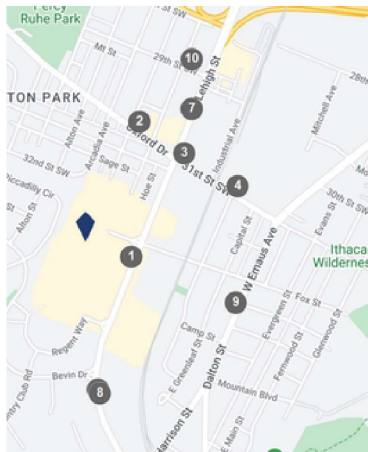 Percy
Ruhe Park
Mt St
29th St SW
10
Lehigh St
28th
TON PARK
Alton Ave
Arcadia Ave
2
7
Oxford Dr
3
Industrial Ave
Mitchell Ave
32nd St SW
Sage St
31st St SW
4
30th St SW
Piccadilly Cir
Hoe St
Alton St
Capital St
Evans St
Ithaca
Wildernes
1
W Emaus Ave
Fox St
9
Evergreen St
Glenwood St
Fernwood St
Regent Way
Camp St
Bevin Dr
8
E Greenleaf St
Dalton St
Mountain Blvd
ntry Club Rd
Harrison St
E Main St